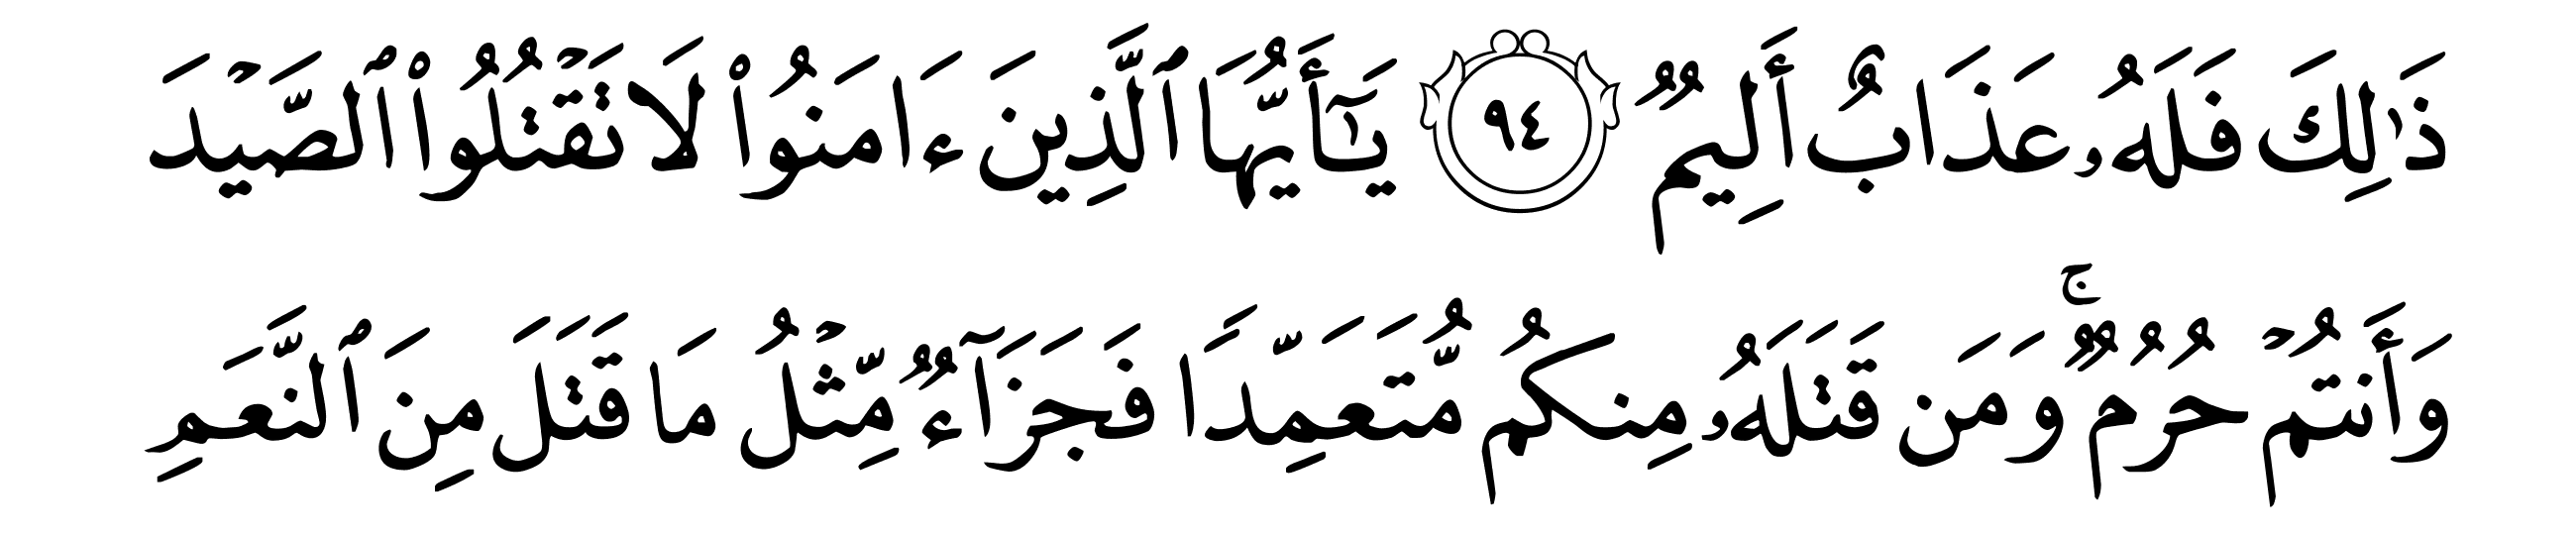 ذَٰلِكَ فَلَهُۥ عَذَابٌ أَلِيمٞ ٩٤ يَٰٓأَيُّهَا ٱلَّذِينَ ءَامَنُواْ لَا تَقۡتُلُواْ ٱلصَّيۡدَ
وَأَنتُمۡ حُرُمٞۚ وَمَن قَتَلَهُۥ مِنكُم مُّتَعَمِّدٗا فَجَزَآءٞ مِّثۡلُ مَا قَتَلَ مِنَ ٱلنَّعَمِ